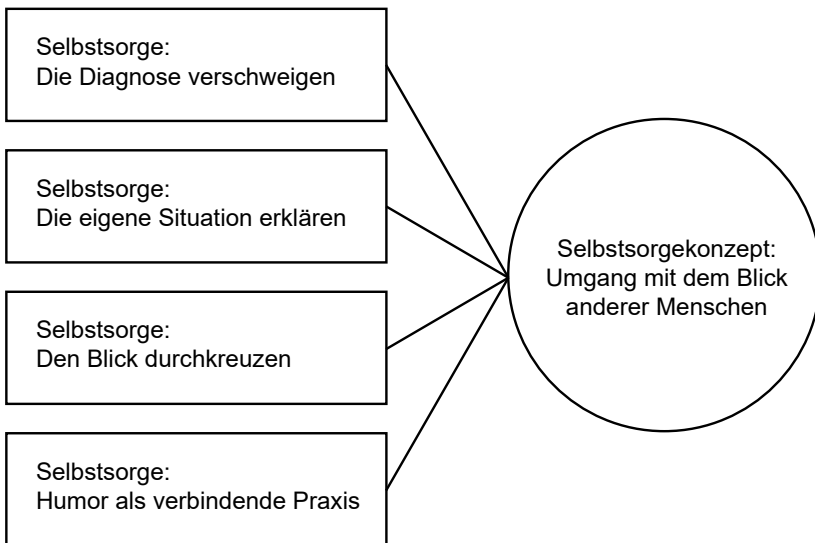 Selbstsorge:
Die Diagnose verschweigen
Selbstsorge:
Die eigene Situation erklären
Selbstsorge:
Den Blick durchkreuzen
Selbstsorge:
Humor als verbindende Praxis
Selbstsorgekonzept:
Umgang mit dem Blick
anderer Menschen